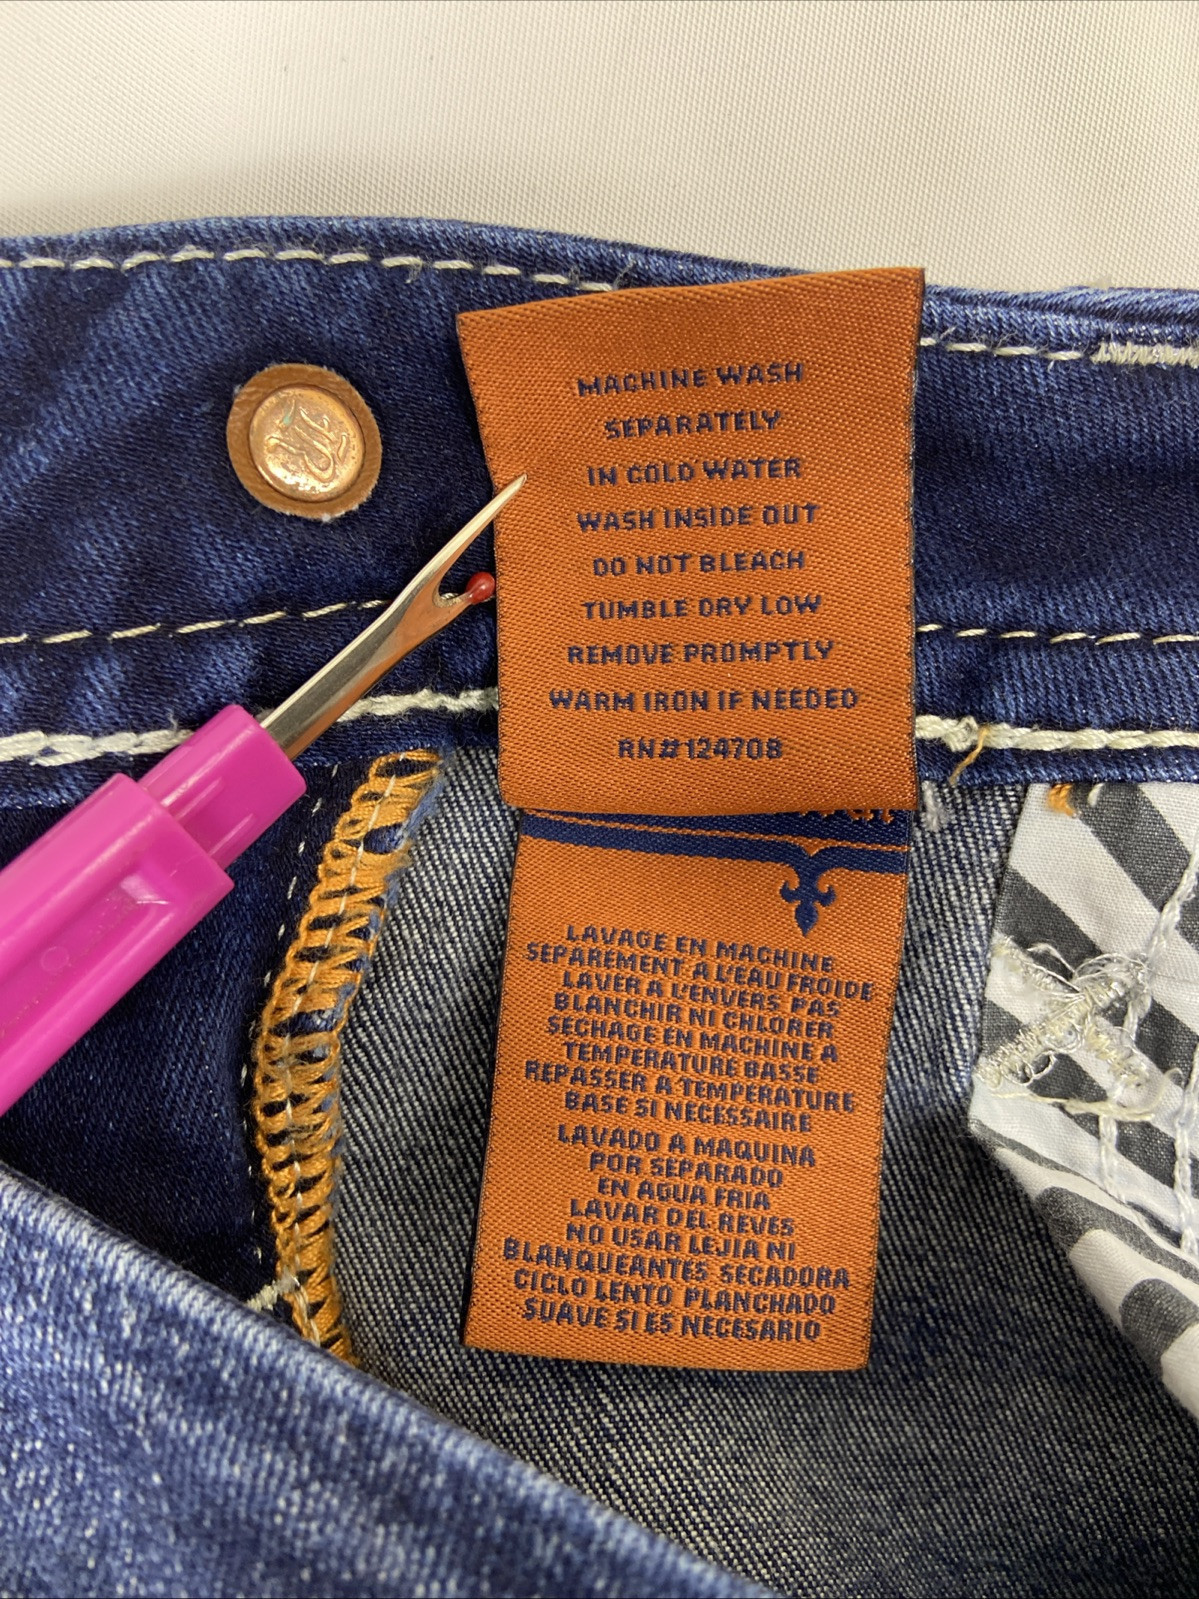 MACHINE WASH
SEPARATELY
IN COLD WATER
WASH INSIDE OUT
DO NOT BLEACH
TUMBLE DRY LOW
REMOVE PROMPTLY
WARM IRON IF NEEDED
RN#124708
LAVAGE EN MACHINE
SEPAREMENT A L'EAU FROIDE
LAVER A L'ENVERS PAS
BLANCHIR NI CHLORER
SECHAGE EN MACHINE A
TEMPERATURE BASSE
REPASSER A TEMPERATURE
BASE SI NECESSAIRE
LAVADO A MAQUINA
POR SEPARADO
EN AGUA FRIA
LAVAR DEL REVES
NO USAR LEJIA NI
BLANQUEANTES SECADORA
CICLO LENTO PLANCHADO
SUAVE SI ES NECESARIO